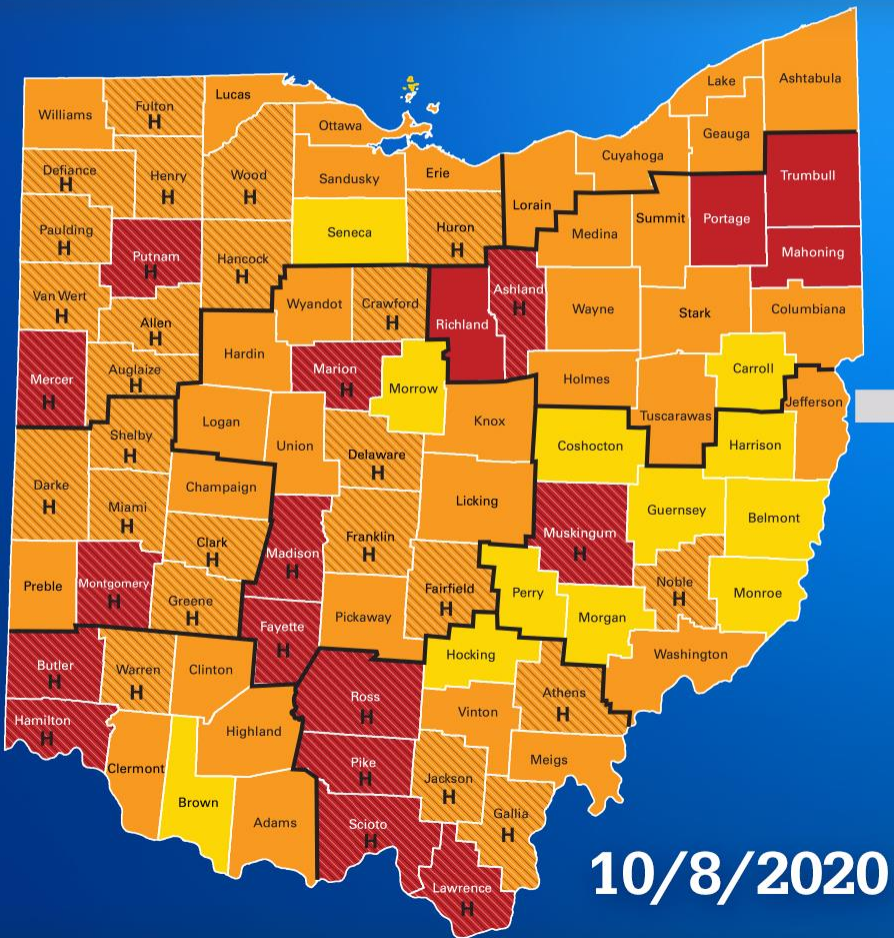 Williams
Fulton
H
Lucas
Ottawa
Lake
Ashtabula
Geauga
Cuyahoga
Defiance
H
Henry
H
Wood
H
Sandusky
Erie
Lorain
Trumbull
Paulding
H
Putnam
H
Hancock
H
Seneca
Huron
H
Medina
Summit
Portage
Mahoning
Van Wert
H
Allen
H
Wyandot
Crawford
H
Richland
Ashland
H
Wayne
Stark
Columbiana
Mercer
H
Auglaize
H
Hardin
Marion
H
Morrow
Holmes
Carroll
Tuscarawas
Jefferson
Shelby
H
Logan
Union
Delaware
H
Knox
Coshocton
Harrison
Darke
H
Miami
H
Champaign
Licking
Guernsey
Belmont
Clark
H
Madison
H
Franklin
H
Muskingum
H
Preble
Montgomery
H
Greene
H
Fairfield
H
Perry
Noble
H
Monroe
Fayette
H
Pickaway
Morgan
Butler
H
Warren
H
Clinton
Hocking
Washington
Hamilton
H
Ross
H
Vinton
Athens
H
Highland
Clermont
Brown
Pike
H
Jackson
H
Meigs
Adams
Scioto
H
Gallia
H
Lawrence
H
10/8/2020